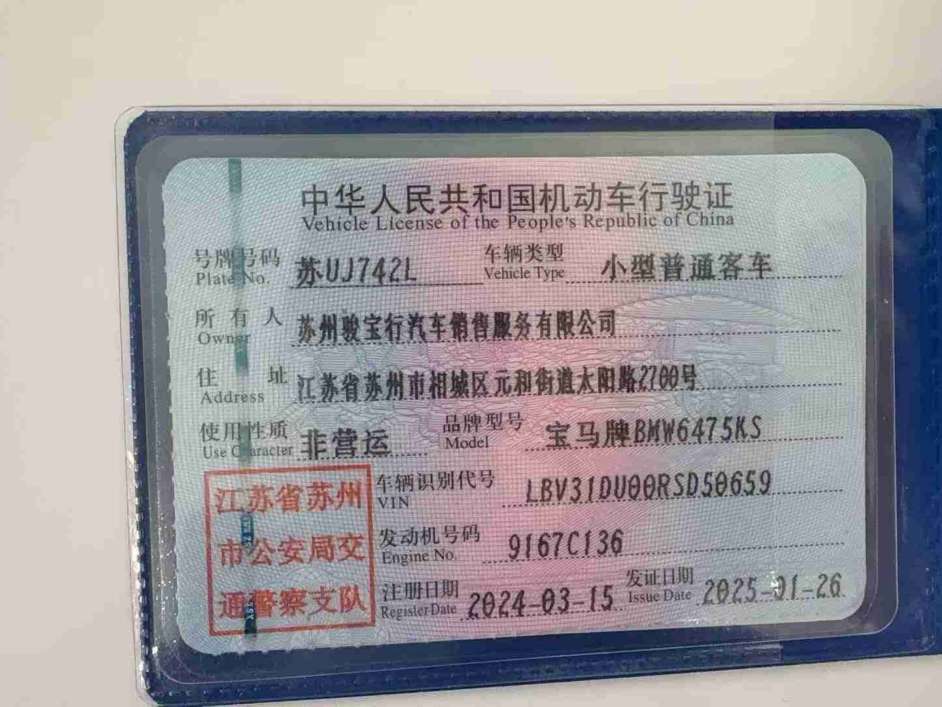 中华人民共和国机动车行驶证
Vehicle License of the People's Republic of China
号牌号码 苏UJ742L 车辆类型 小型普通客车
Plate No. Vehicle Type
所有人 苏州骏宝行汽车销售服务有限公司
Owner
住址 江苏省苏州市相城区元和街道太阳路2700号
Address
使用性质 非营运 品牌型号 宝马牌BMW6475KS
Use Character Model
江苏省苏州
市公安局交
通警察支队
车辆识别代号 LBV31DU00RSD50659
VIN
发动机号码 9167C136
Engine No.
注册日期 2024-03-15 发证日期 2025-01-26
Register Date Issue Date